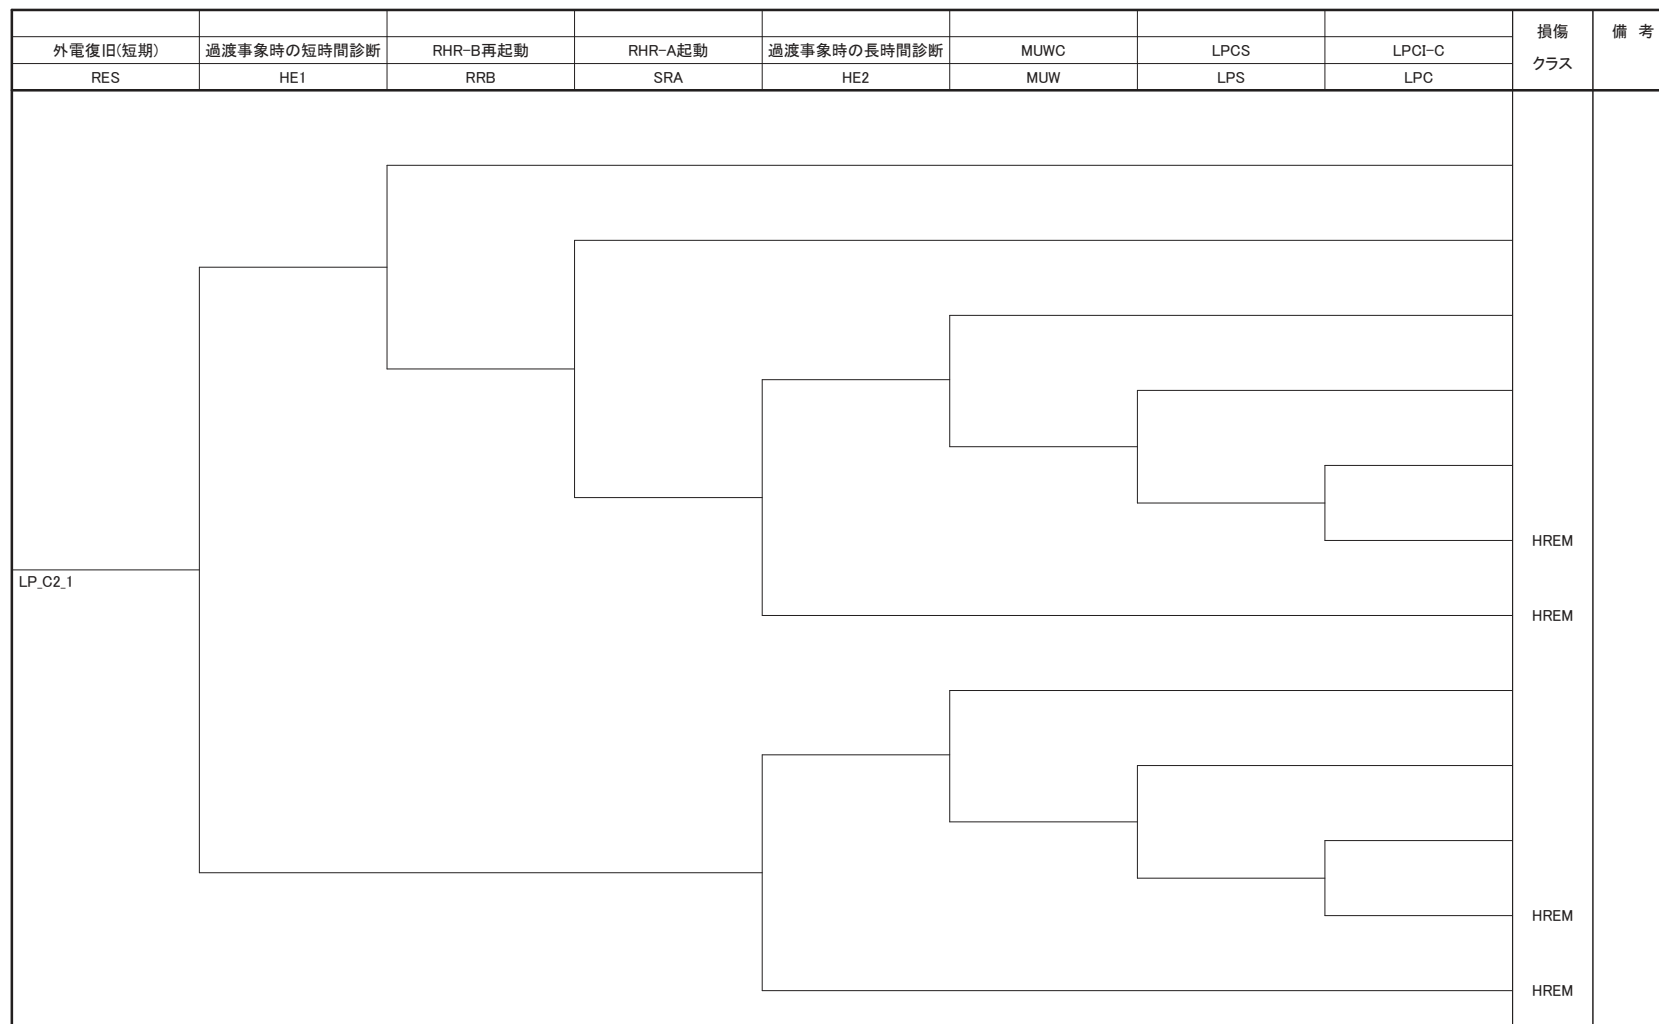 損傷
クラス
備 考
外電復旧(短期) 過渡事象時の短時間診断 RHR-B再起動 RHR-A起動 過渡事象時の長時間診断 MUWC LPCS LPCI-C
RES HE1 RRB SRA HE2 MUW LPS LPC
HREM
LP_C2_1
HREM
HREM
HREM